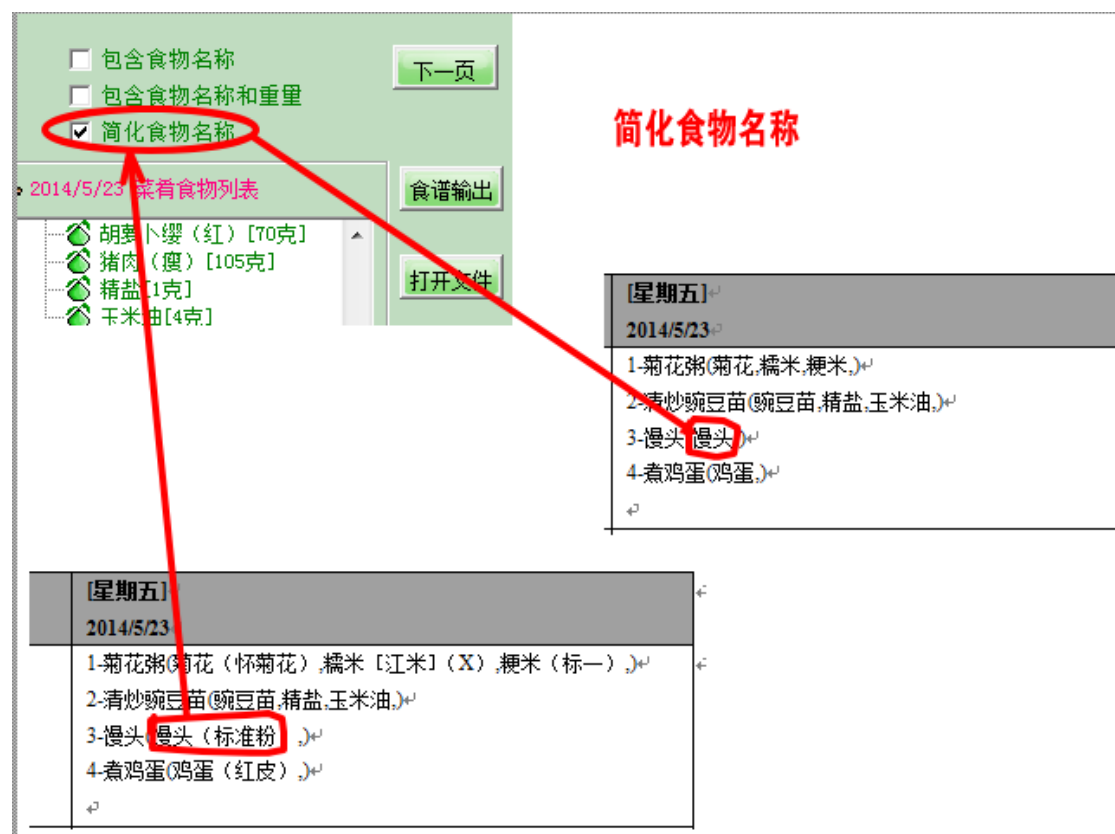 包含食物名称
包含食物名称和重量
简化食物名称
下一页
简化食物名称
2014/5/23 菜肴食物列表
食谱输出
胡萝卜缨（红）[70克]
猪肉（瘦）[105克]
精盐[1克]
玉米油[4克]
打开文件
[星期五]
2014/5/23
1-菊花粥(菊花,糯米,粳米,)
2-清炒豌豆苗(豌豆苗,精盐,玉米油,)
3-馒头(馒头,)
4-煮鸡蛋(鸡蛋,)
[星期五]
2014/5/23
1-菊花粥(菊花（怀菊花）,糯米［江米］（X）,粳米（标一）,)
2-清炒豌豆苗(豌豆苗,精盐,玉米油,)
3-馒头(馒头（标准粉）,)
4-煮鸡蛋(鸡蛋（红皮）,)